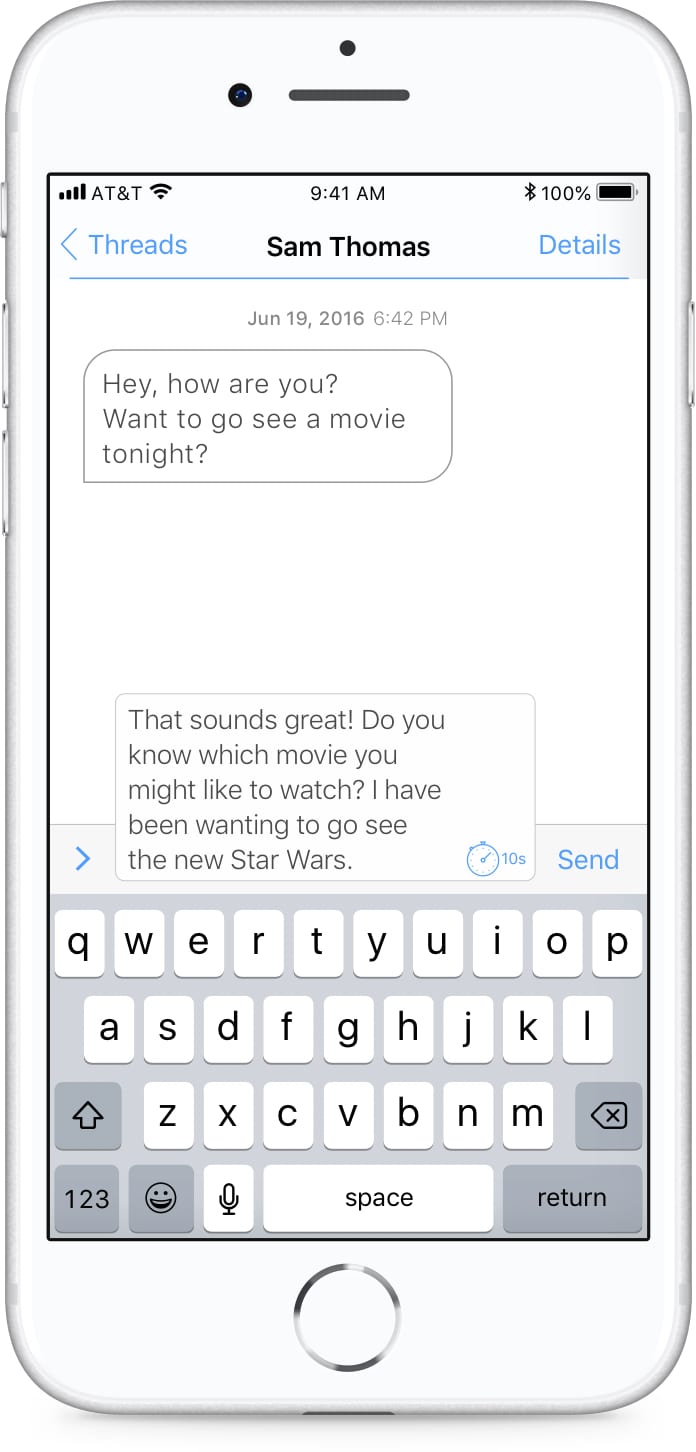 AT&T 9:41 AM 100%
Threads Sam Thomas Details
Jun 19, 2016 6:42 PM
Hey, how are you?
Want to go see a movie
tonight?
That sounds great! Do you
know which movie you
might like to watch? I have
been wanting to go see
the new Star Wars.
10s Send
q w e r t y u i o p
a s d f g h j k l
z x c v b n m
123 space return